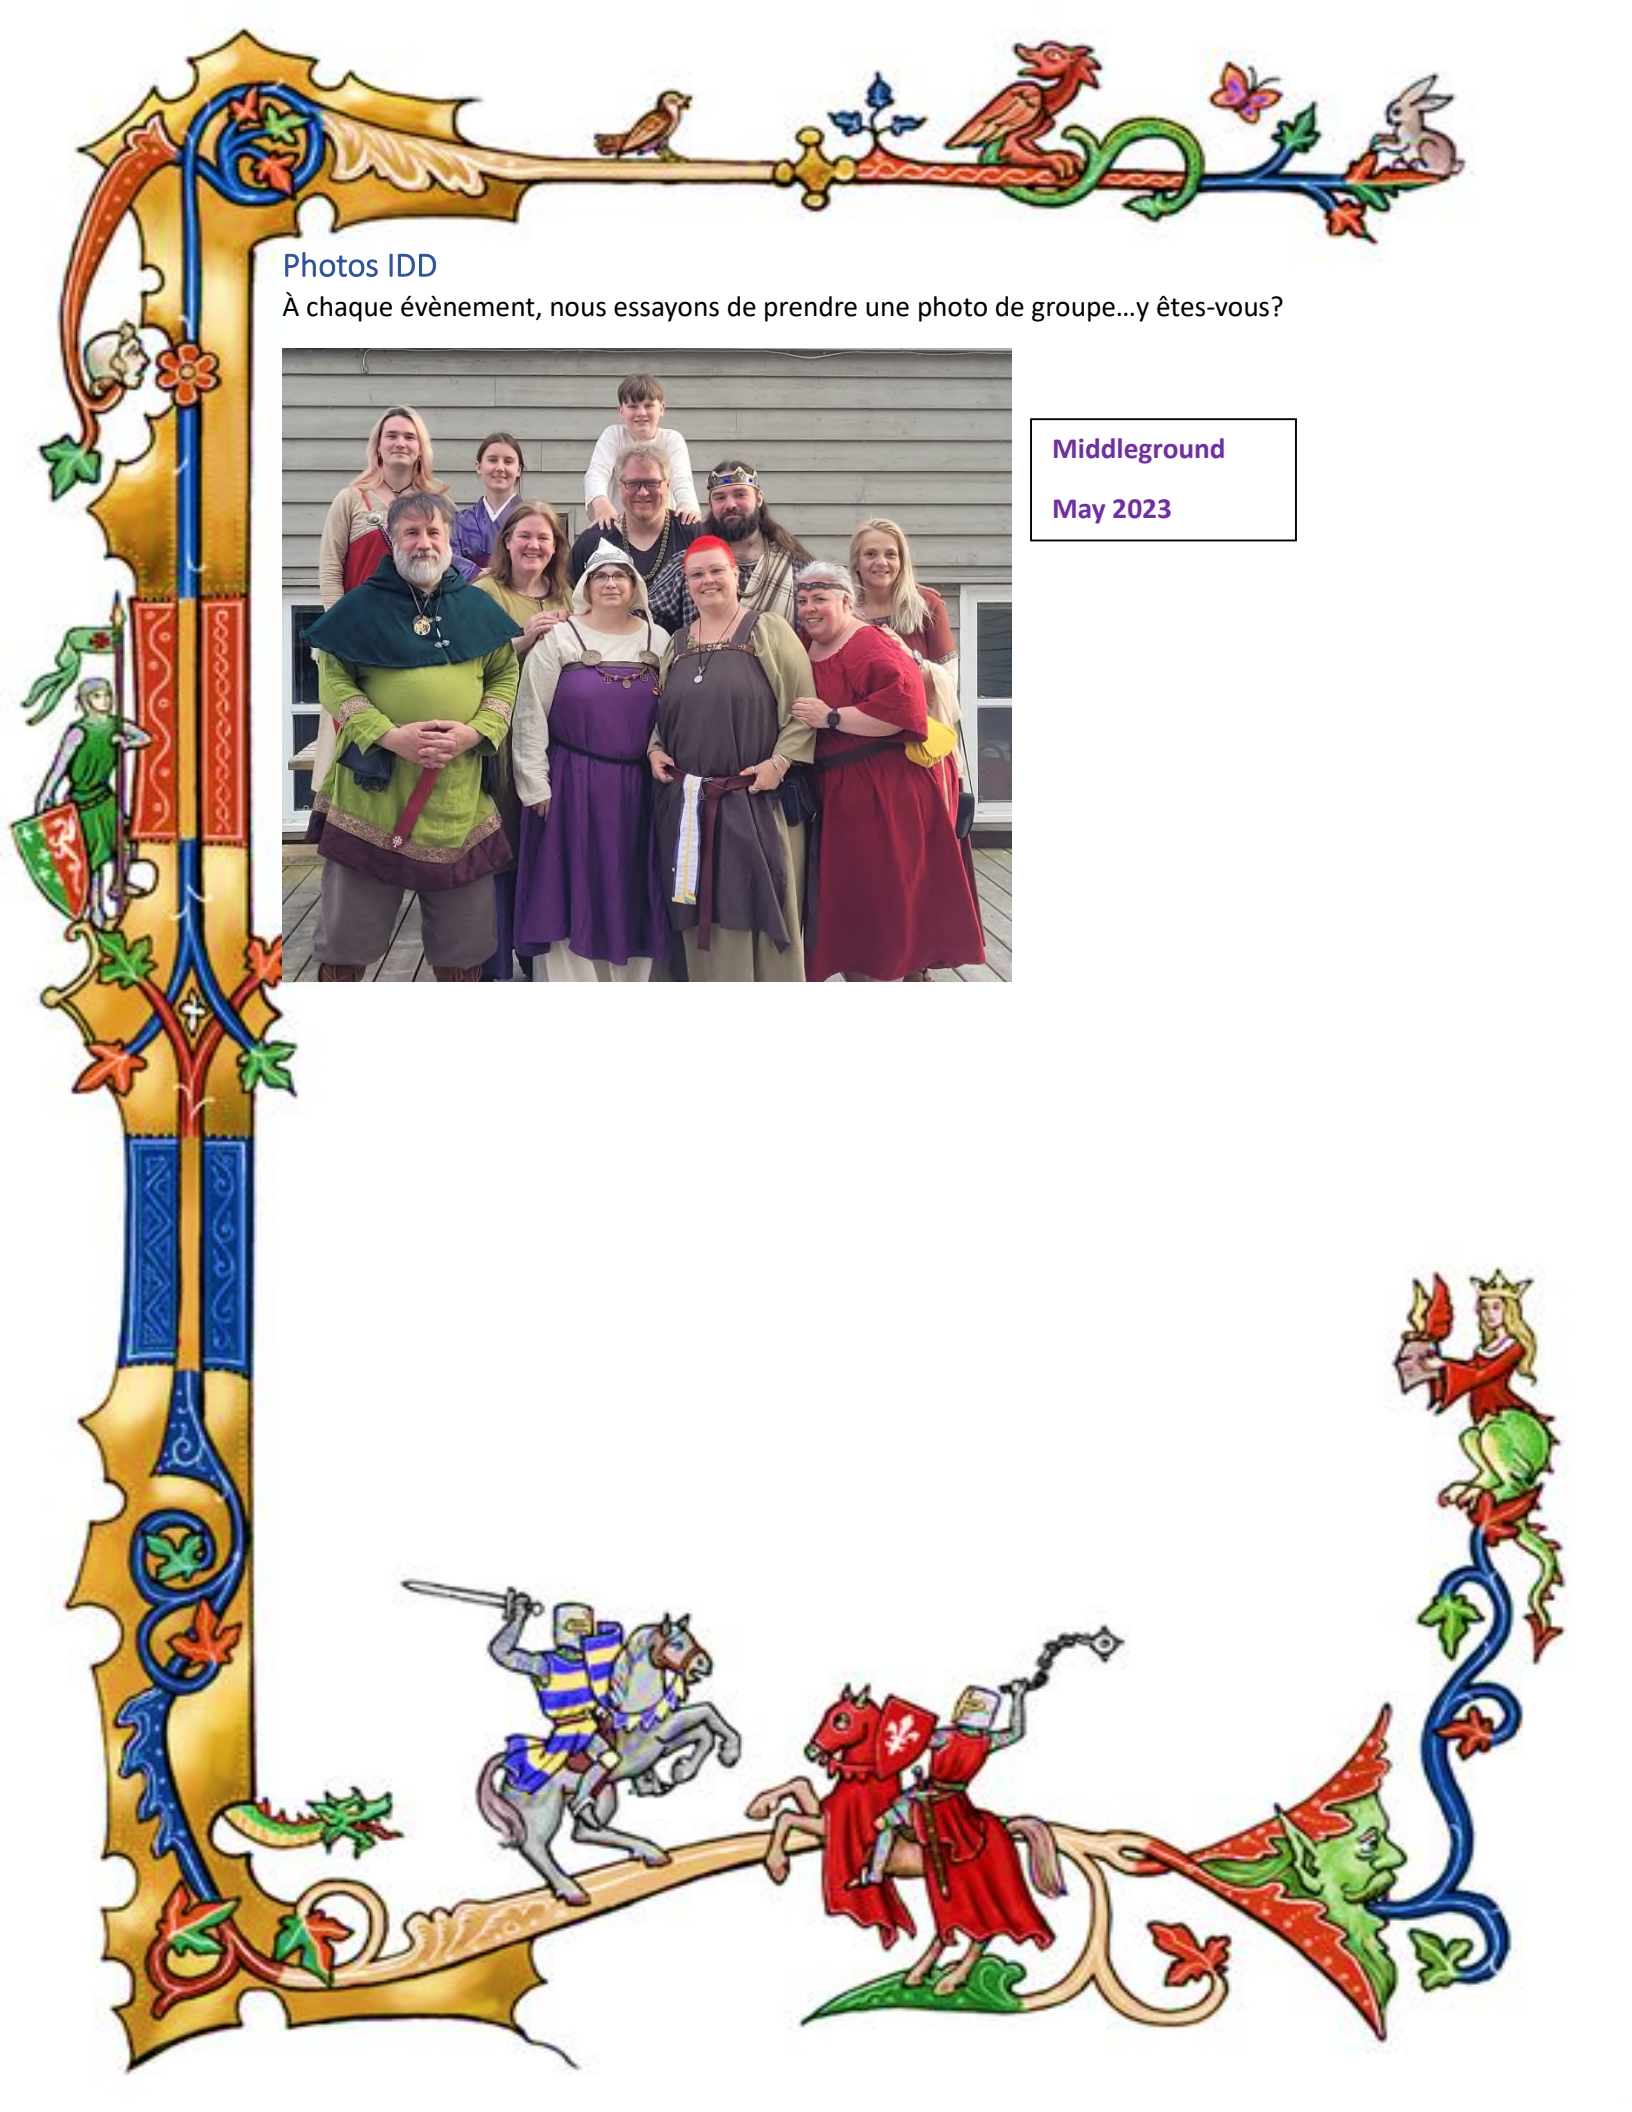 Photos IDD
À chaque évènement, nous essayons de prendre une photo de groupe…y êtes-vous?
Middleground
May 2023